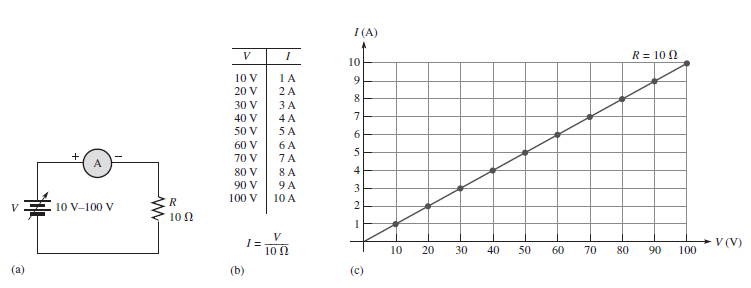 + −
A
V
10 V–100 V
R
10 Ω
(a)
V I
10 V 1 A
20 V 2 A
30 V 3 A
40 V 4 A
50 V 5 A
60 V 6 A
70 V 7 A
80 V 8 A
90 V 9 A
100 V 10 A
I = V
10 Ω
(b)
I (A)
R = 10 Ω
10
9
8
7
6
5
4
3
2
1
10 20 30 40 50 60 70 80 90 100
V (V)
(c)